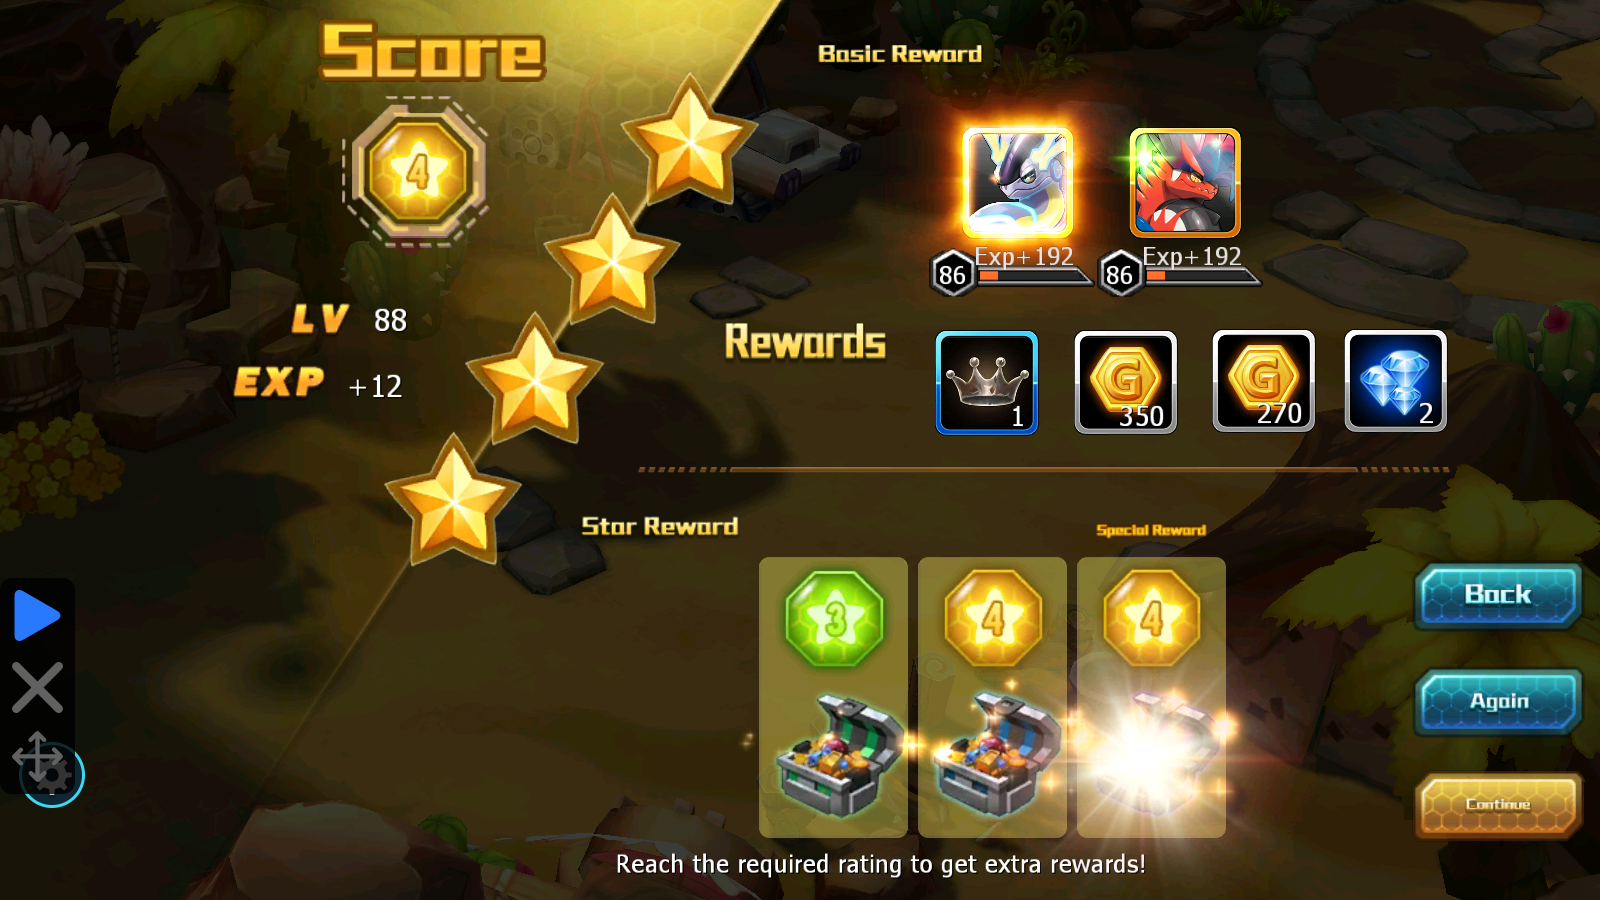 Score
4
LV 88
EXP +12
Basic Reward
Exp+192
86
Exp+192
86
Rewards
1
G
350
G
270
2
Star Reward
Special Reward
3
4
4
Back
Again
Continue
Reach the required rating to get extra rewards!